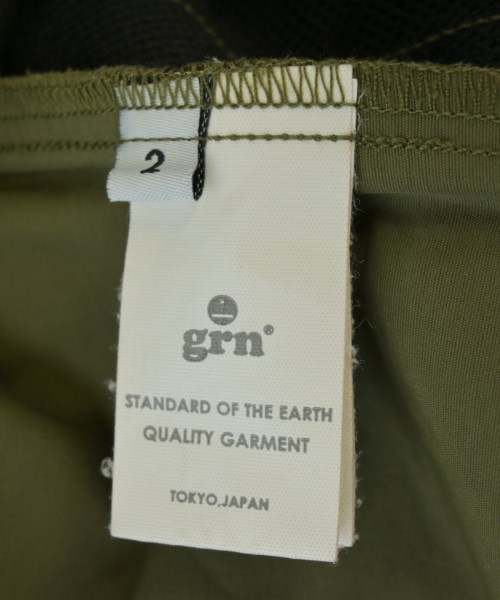 2
grn®
STANDARD OF THE EARTH
QUALITY GARMENT
TOKYO.JAPAN